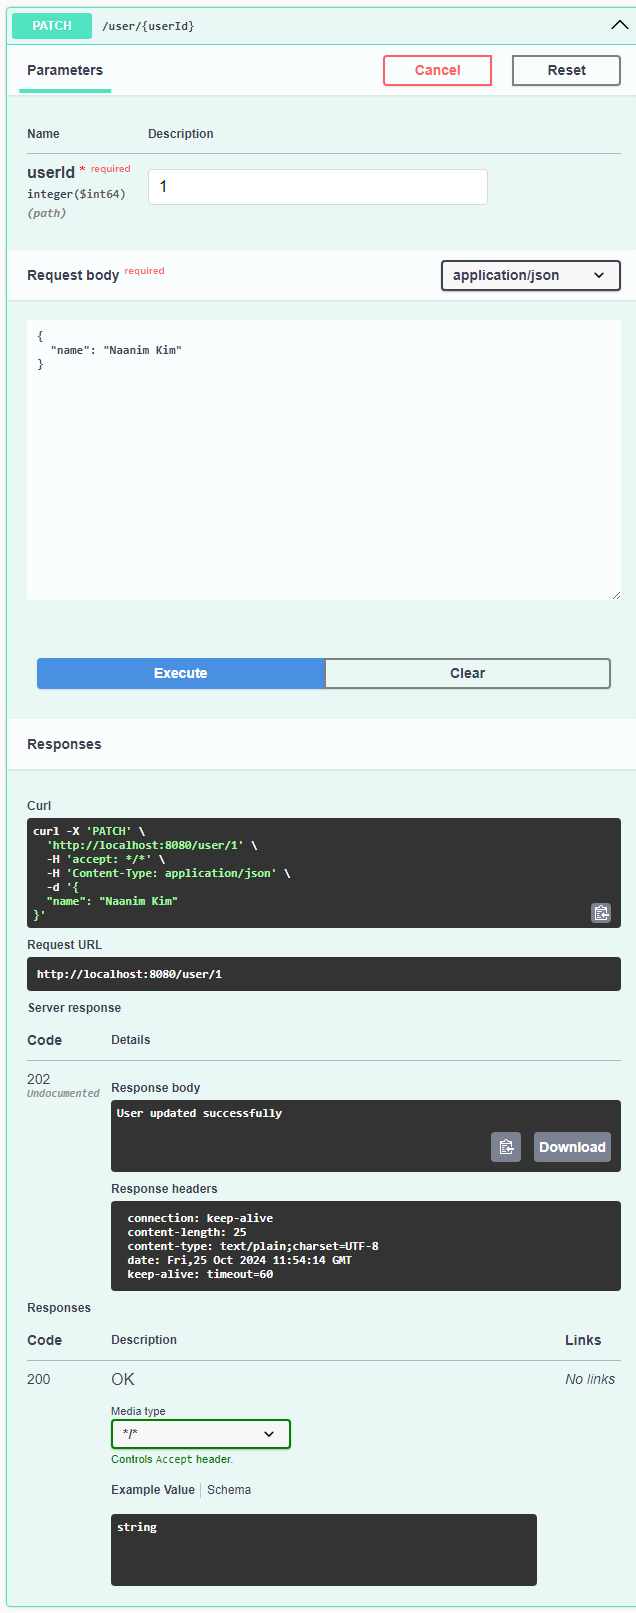 PATCH /user/{userId}
Parameters Cancel Reset
Name Description
userId * required
integer($int64)
(path)
1
Request body required application/json
{
  "name": "Naanim Kim"
}
Execute Clear
Responses
Curl
curl -X 'PATCH' \
  'http://localhost:8080/user/1' \
  -H 'accept: */*' \
  -H 'Content-Type: application/json' \
  -d '{
  "name": "Naanim Kim"
}'
Request URL
http://localhost:8080/user/1
Server response
Code Details
202
Undocumented
Response body
User updated successfully
Download
Response headers
connection: keep-alive
content-length: 25
content-type: text/plain;charset=UTF-8
date: Fri,25 Oct 2024 11:54:14 GMT
keep-alive: timeout=60
Responses
Code Description Links
200 OK No links
Media type
*/*
Controls Accept header.
Example Value Schema
string